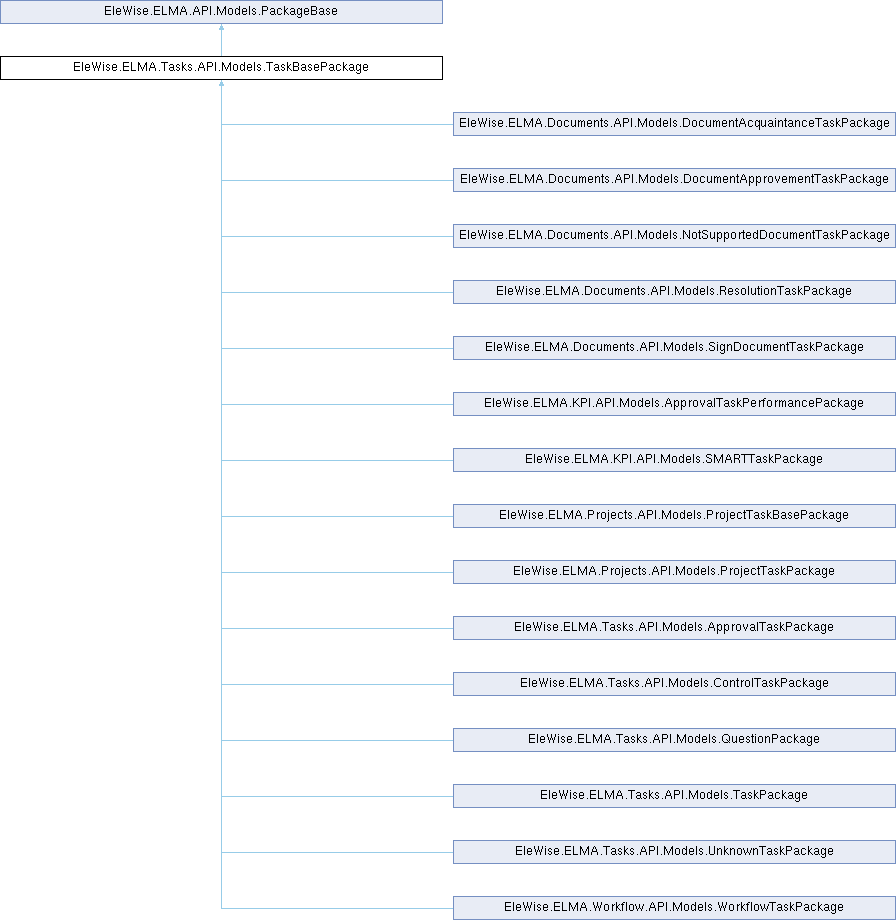 EleWise.ELMA.API.Models.PackageBase
EleWise.ELMA.Tasks.API.Models.TaskBasePackage
EleWise.ELMA.Documents.API.Models.DocumentAcquaintanceTaskPackage
EleWise.ELMA.Documents.API.Models.DocumentApprovementTaskPackage
EleWise.ELMA.Documents.API.Models.NotSupportedDocumentTaskPackage
EleWise.ELMA.Documents.API.Models.ResolutionTaskPackage
EleWise.ELMA.Documents.API.Models.SignDocumentTaskPackage
EleWise.ELMA.KPI.API.Models.ApprovalTaskPerformancePackage
EleWise.ELMA.KPI.API.Models.SMARTTaskPackage
EleWise.ELMA.Projects.API.Models.ProjectTaskBasePackage
EleWise.ELMA.Projects.API.Models.ProjectTaskPackage
EleWise.ELMA.Tasks.API.Models.ApprovalTaskPackage
EleWise.ELMA.Tasks.API.Models.ControlTaskPackage
EleWise.ELMA.Tasks.API.Models.QuestionPackage
EleWise.ELMA.Tasks.API.Models.TaskPackage
EleWise.ELMA.Tasks.API.Models.UnknownTaskPackage
EleWise.ELMA.Workflow.API.Models.WorkflowTaskPackage